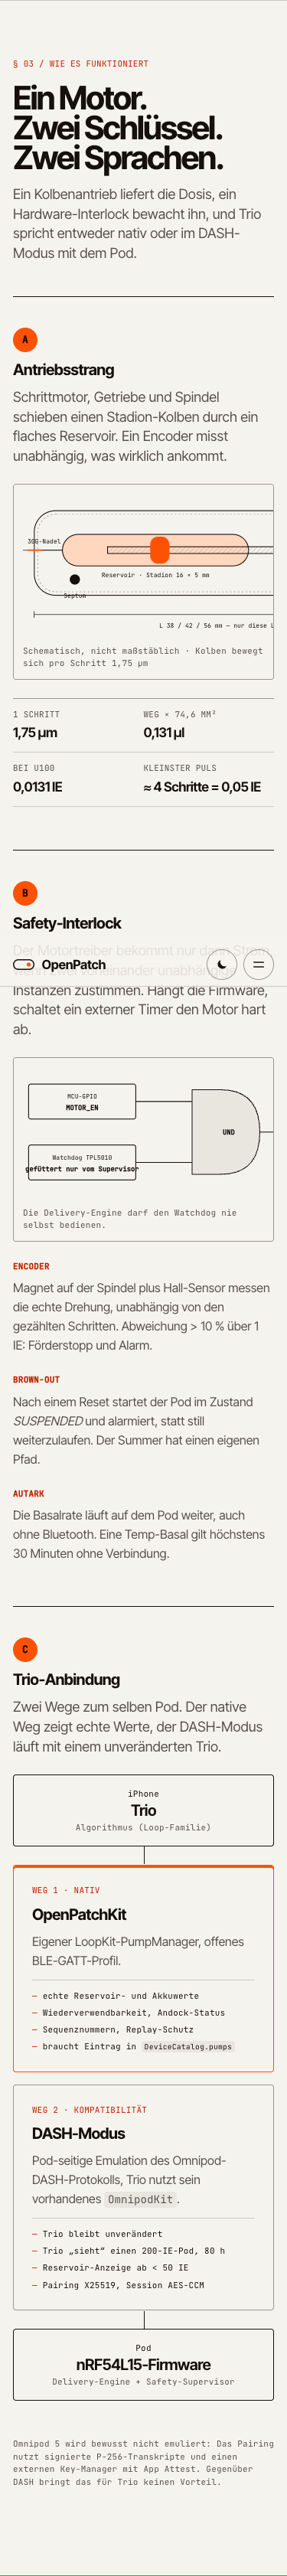 § 03 / WIE ES FUNKTIONIERT
Ein Motor.
Zwei Schlüssel.
Zwei Sprachen.
Ein Kolbenantrieb liefert die Dosis, ein
Hardware-Interlock bewacht ihn, und Trio
spricht entweder nativ oder im DASH-
Modus mit dem Pod.
A
Antriebsstrang
Schrittmotor, Getriebe und Spindel
schieben einen Stadion-Kolben durch ein
flaches Reservoir. Ein Encoder misst
unabhängig, was wirklich ankommt.
30G-Nadel
Reservoir · Stadion 16 × 5 mm
Septum
L 38 / 42 / 56 mm — nur diese L
Schematisch, nicht maßstäblich · Kolben bewegt
sich pro Schritt 1,75 µm
1 SCHRITT
1,75 µm
WEG × 74,6 MM²
0,131 µl
BEI U100
0,0131 IE
KLEINSTER PULS
≈ 4 Schritte = 0,05 IE
B
Safety-Interlock
Der Motortreiber bekommt nur dann Strom,
wenn zwei voneinander unabhängige
OpenPatch
Instanzen zustimmen. Hängt die Firmware,
schaltet ein externer Timer den Motor hart
ab.
MCU-GPIO
MOTOR_EN
Watchdog TPL5010
gefüttert nur vom Supervisor
UND
Die Delivery-Engine darf den Watchdog nie
selbst bedienen.
ENCODER
Magnet auf der Spindel plus Hall-Sensor messen
die echte Drehung, unabhängig von den
gezählten Schritten. Abweichung > 10 % über 1
IE: Förderstopp und Alarm.
BROWN-OUT
Nach einem Reset startet der Pod im Zustand
SUSPENDED und alarmiert, statt still
weiterzulaufen. Der Summer hat einen eigenen
Pfad.
AUTARK
Die Basalrate läuft auf dem Pod weiter, auch
ohne Bluetooth. Eine Temp-Basal gilt höchstens
30 Minuten ohne Verbindung.
C
Trio-Anbindung
Zwei Wege zum selben Pod. Der native
Weg zeigt echte Werte, der DASH-Modus
läuft mit einem unveränderten Trio.
iPhone
Trio
Algorithmus (Loop-Familie)
WEG 1 · NATIV
OpenPatchKit
Eigener LoopKit-PumpManager, offenes
BLE-GATT-Profil.
— echte Reservoir- und Akkuwerte
— Wiederverwendbarkeit, Andock-Status
— Sequenznummern, Replay-Schutz
— braucht Eintrag in DeviceCatalog.pumps
WEG 2 · KOMPATIBILITÄT
DASH-Modus
Pod-seitige Emulation des Omnipod-
DASH-Protokolls, Trio nutzt sein
vorhandenes OmnipodKit.
— Trio bleibt unverändert
— Trio „sieht“ einen 200-IE-Pod, 80 h
— Reservoir-Anzeige ab < 50 IE
— Pairing X25519, Session AES-CCM
Pod
nRF54L15-Firmware
Delivery-Engine + Safety-Supervisor
Omnipod 5 wird bewusst nicht emuliert: Das Pairing
nutzt signierte P-256-Transkripte und einen
externen Key-Manager mit App Attest. Gegenüber
DASH bringt das für Trio keinen Vorteil.